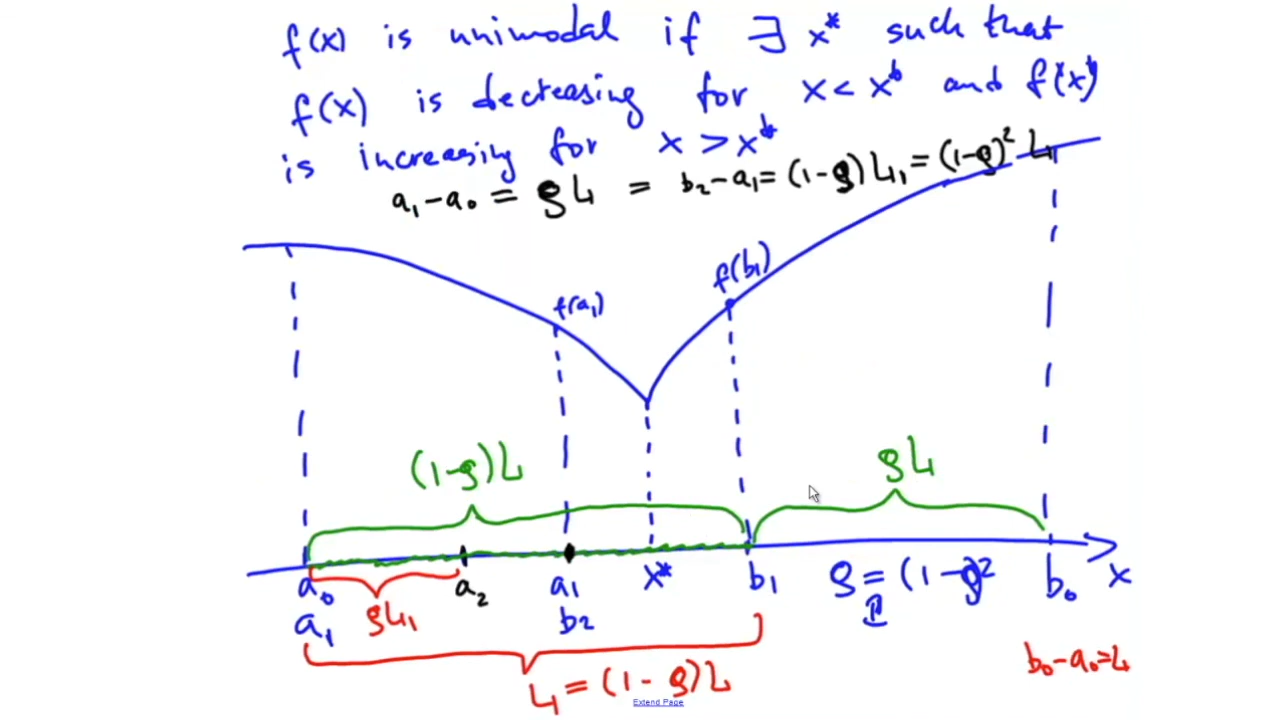 f(x) is unimodal if ∃ x* such that
f(x) is decreasing for x < x* and f(x)
is increasing for x > x*
a₁ - a₀ = ρL = b₂ - a₁ = (1-ρ)L₁ = (1-ρ)² L
f(b₁)
f(a₁)
(1-ρ)L
ρL
a₀ a₂ a₁ x* b₁ ρ = (1-ρ)² b₀ x
a₁ ρL₁ b₂
b₀-a₀=L
L₁ = (1-ρ)L
Extend Page